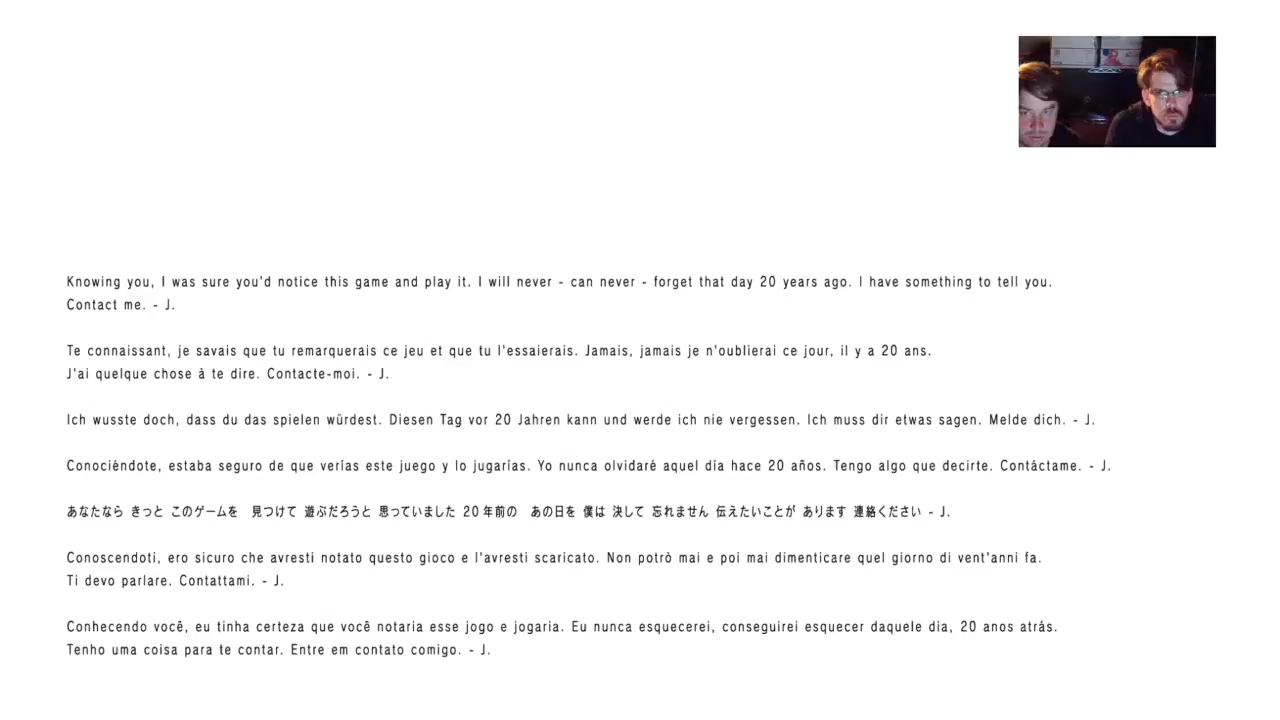 Knowing you, I was sure you'd notice this game and play it. I will never - can never - forget that day 20 years ago. I have something to tell you.
Contact me. - J.
Te connaissant, je savais que tu remarquerais ce jeu et que tu l'essaierais. Jamais, jamais je n'oublierai ce jour, il y a 20 ans.
J'ai quelque chose à te dire. Contacte-moi. - J.
Ich wusste doch, dass du das spielen würdest. Diesen Tag vor 20 Jahren kann und werde ich nie vergessen. Ich muss dir etwas sagen. Melde dich. - J.
Conociéndote, estaba seguro de que verías este juego y lo jugarías. Yo nunca olvidaré aquel día hace 20 años. Tengo algo que decirte. Contáctame. - J.
あなたなら きっと このゲームを　見つけて 遊ぶだろうと 思っていました 20年前の　あの日を 僕は 決して 忘れません 伝えたいことが あります 連絡ください - J.
Conoscendoti, ero sicuro che avresti notato questo gioco e l'avresti scaricato. Non potrò mai e poi mai dimenticare quel giorno di vent'anni fa.
Ti devo parlare. Contattami. - J.
Conhecendo você, eu tinha certeza que você notaria esse jogo e jogaria. Eu nunca esquecerei, conseguirei esquecer daquele dia, 20 anos atrás.
Tenho uma coisa para te contar. Entre em contato comigo. - J.